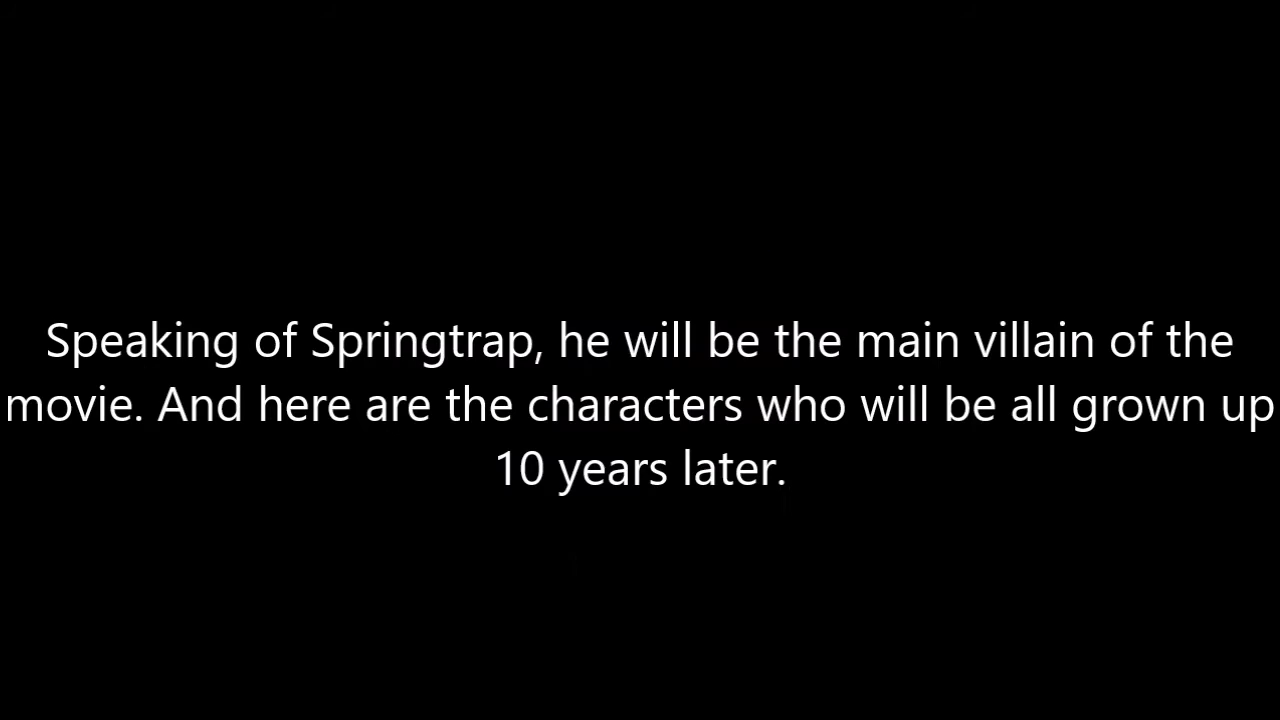 Speaking of Springtrap, he will be the main villain of the
movie. And here are the characters who will be all grown up
10 years later.